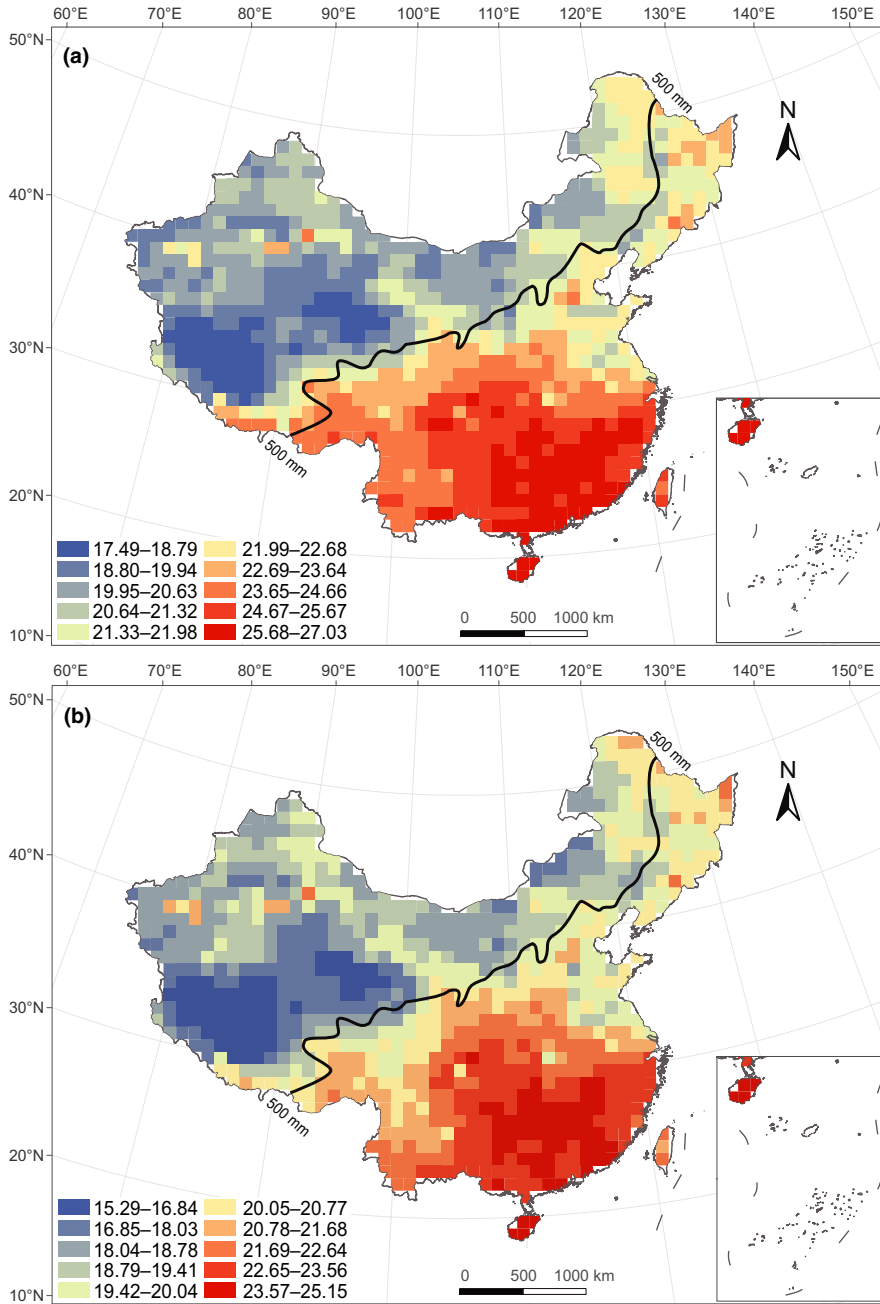 60°E 70°E 80°E 90°E 100°E 110°E 120°E 130°E 140°E 150°E
50°N
(a)
500 mm
N
40°N
30°N
500 mm
20°N
17.49–18.79 21.99–22.68
18.80–19.94 22.69–23.64
19.95–20.63 23.65–24.66
20.64–21.32 24.67–25.67
21.33–21.98 25.68–27.03
0 500 1000 km
10°N
60°E 70°E 80°E 90°E 100°E 110°E 120°E 130°E 140°E 150°E
50°N
(b)
500 mm
N
40°N
30°N
500 mm
20°N
15.29–16.84 20.05–20.77
16.85–18.03 20.78–21.68
18.04–18.78 21.69–22.64
18.79–19.41 22.65–23.56
19.42–20.04 23.57–25.15
0 500 1000 km
10°N